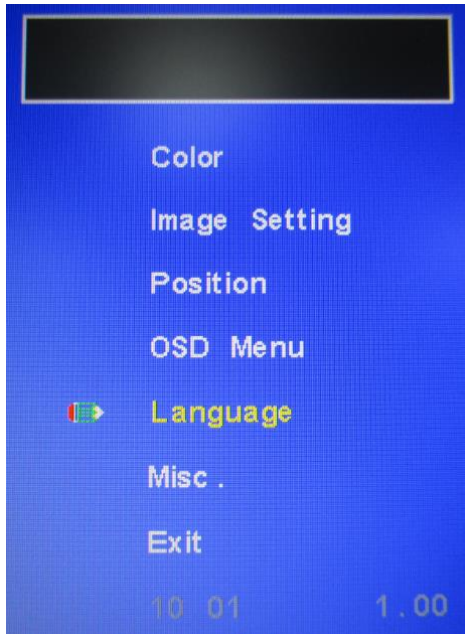 Color
Image Setting
Position
OSD Menu
Language
Misc.
Exit
10 01 1.00